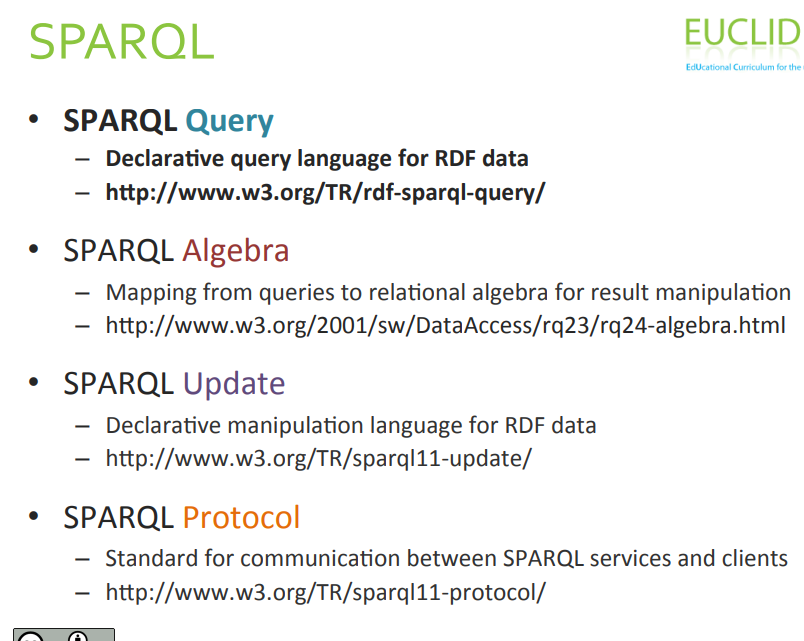 SPARQL
EUCLID
EdUcational Curriculum for the
• SPARQL Query
– Declarative query language for RDF data
– http://www.w3.org/TR/rdf-sparql-query/
• SPARQL Algebra
– Mapping from queries to relational algebra for result manipulation
– http://www.w3.org/2001/sw/DataAccess/rq23/rq24-algebra.html
• SPARQL Update
– Declarative manipulation language for RDF data
– http://www.w3.org/TR/sparql11-update/
• SPARQL Protocol
– Standard for communication between SPARQL services and clients
– http://www.w3.org/TR/sparql11-protocol/